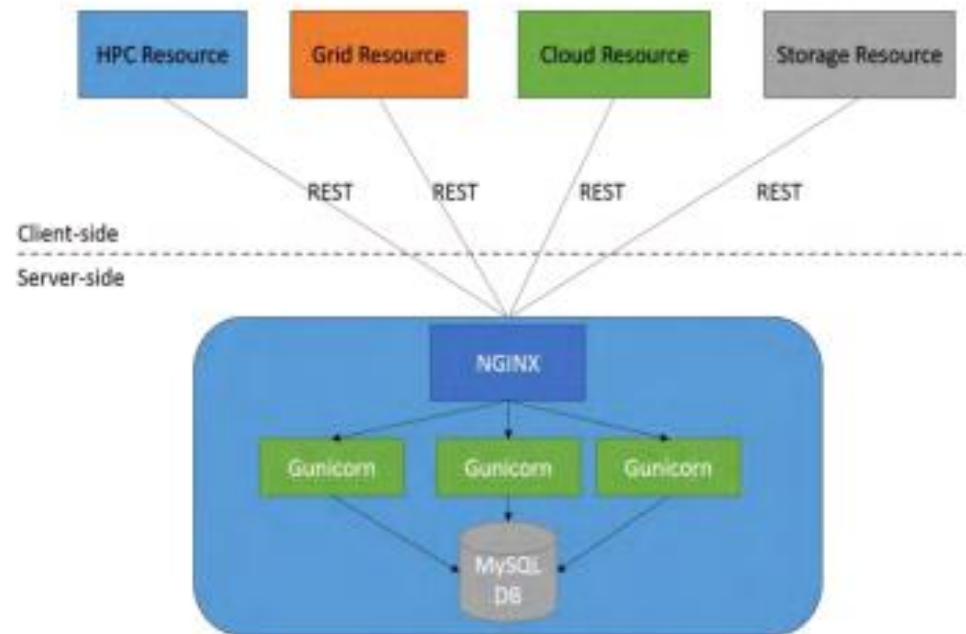 HPC Resource
Grid Resource
Cloud Resource
Storage Resource
REST
REST
REST
REST
Client-side
Server-side
NGINX
Gunicorn
Gunicorn
Gunicorn
MySQL
DB